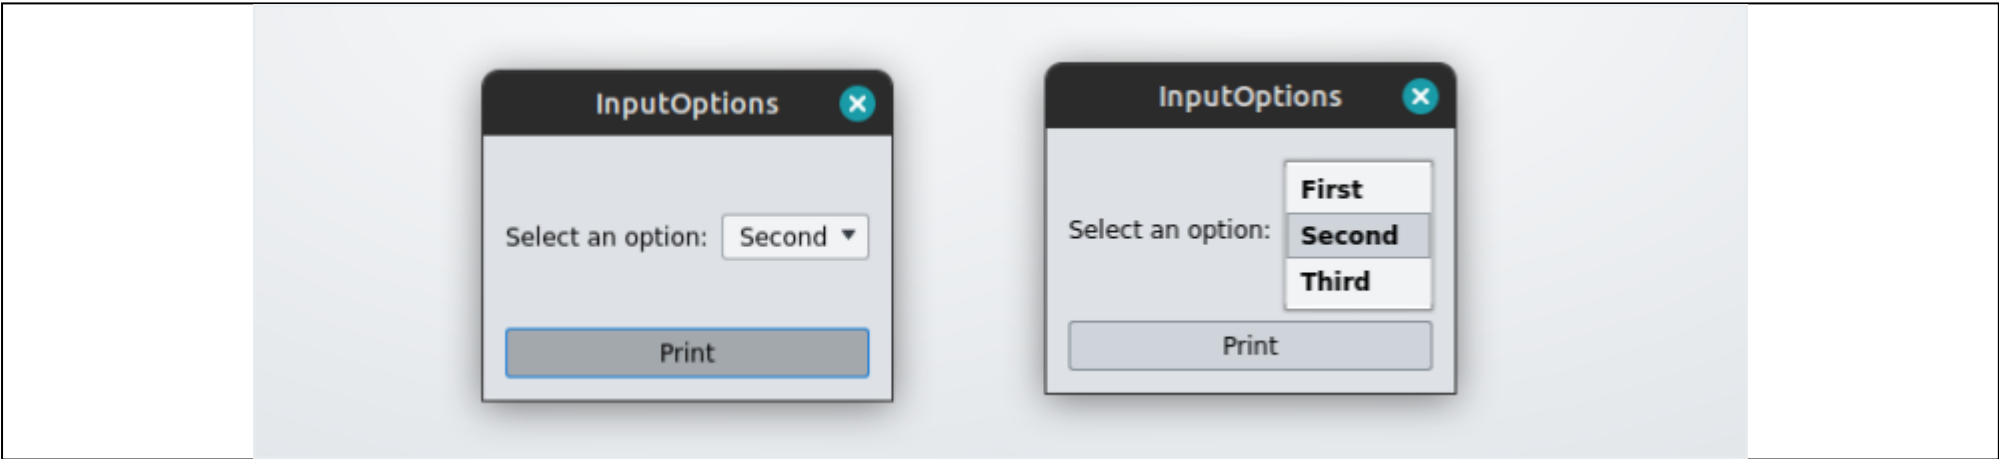 InputOptions
Select an option: Second
Print
InputOptions
First
Select an option:
Second
Third
Print